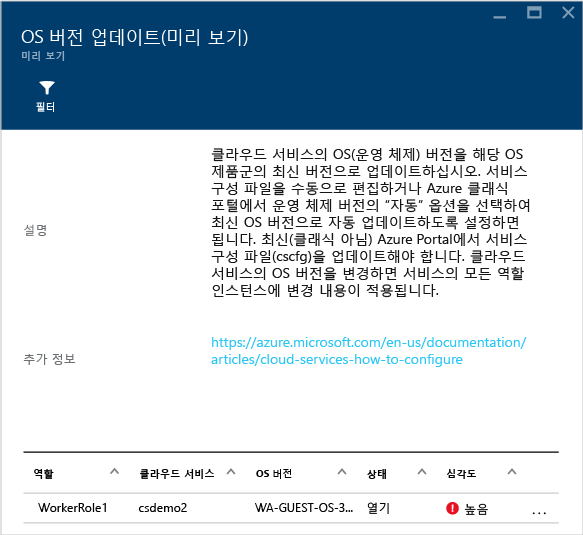 OS 버전 업데이트(미리 보기)
미리 보기
필터
클라우드 서비스의 OS(운영 체제) 버전을 해당 OS
제품군의 최신 버전으로 업데이트하십시오. 서비스
구성 파일을 수동으로 편집하거나 Azure 클래식
포털에서 운영 체제 버전의 “자동” 옵션을 선택하여
최신 OS 버전으로 자동 업데이트하도록 설정하면
설명
됩니다. 최신(클래식 아님) Azure Portal에서 서비스
구성 파일(cscfg)을 업데이트해야 합니다. 클라우드
서비스의 OS 버전을 변경하면 서비스의 모든 역할
인스턴스에 변경 내용이 적용됩니다.
추가 정보
https://azure.microsoft.com/en-us/documentation/
articles/cloud-services-how-to-configure
역할 클라우드 서비스 OS 버전 상태 심각도
WorkerRole1 csdemo2 WA-GUEST-OS-3... 열기 높음 ...